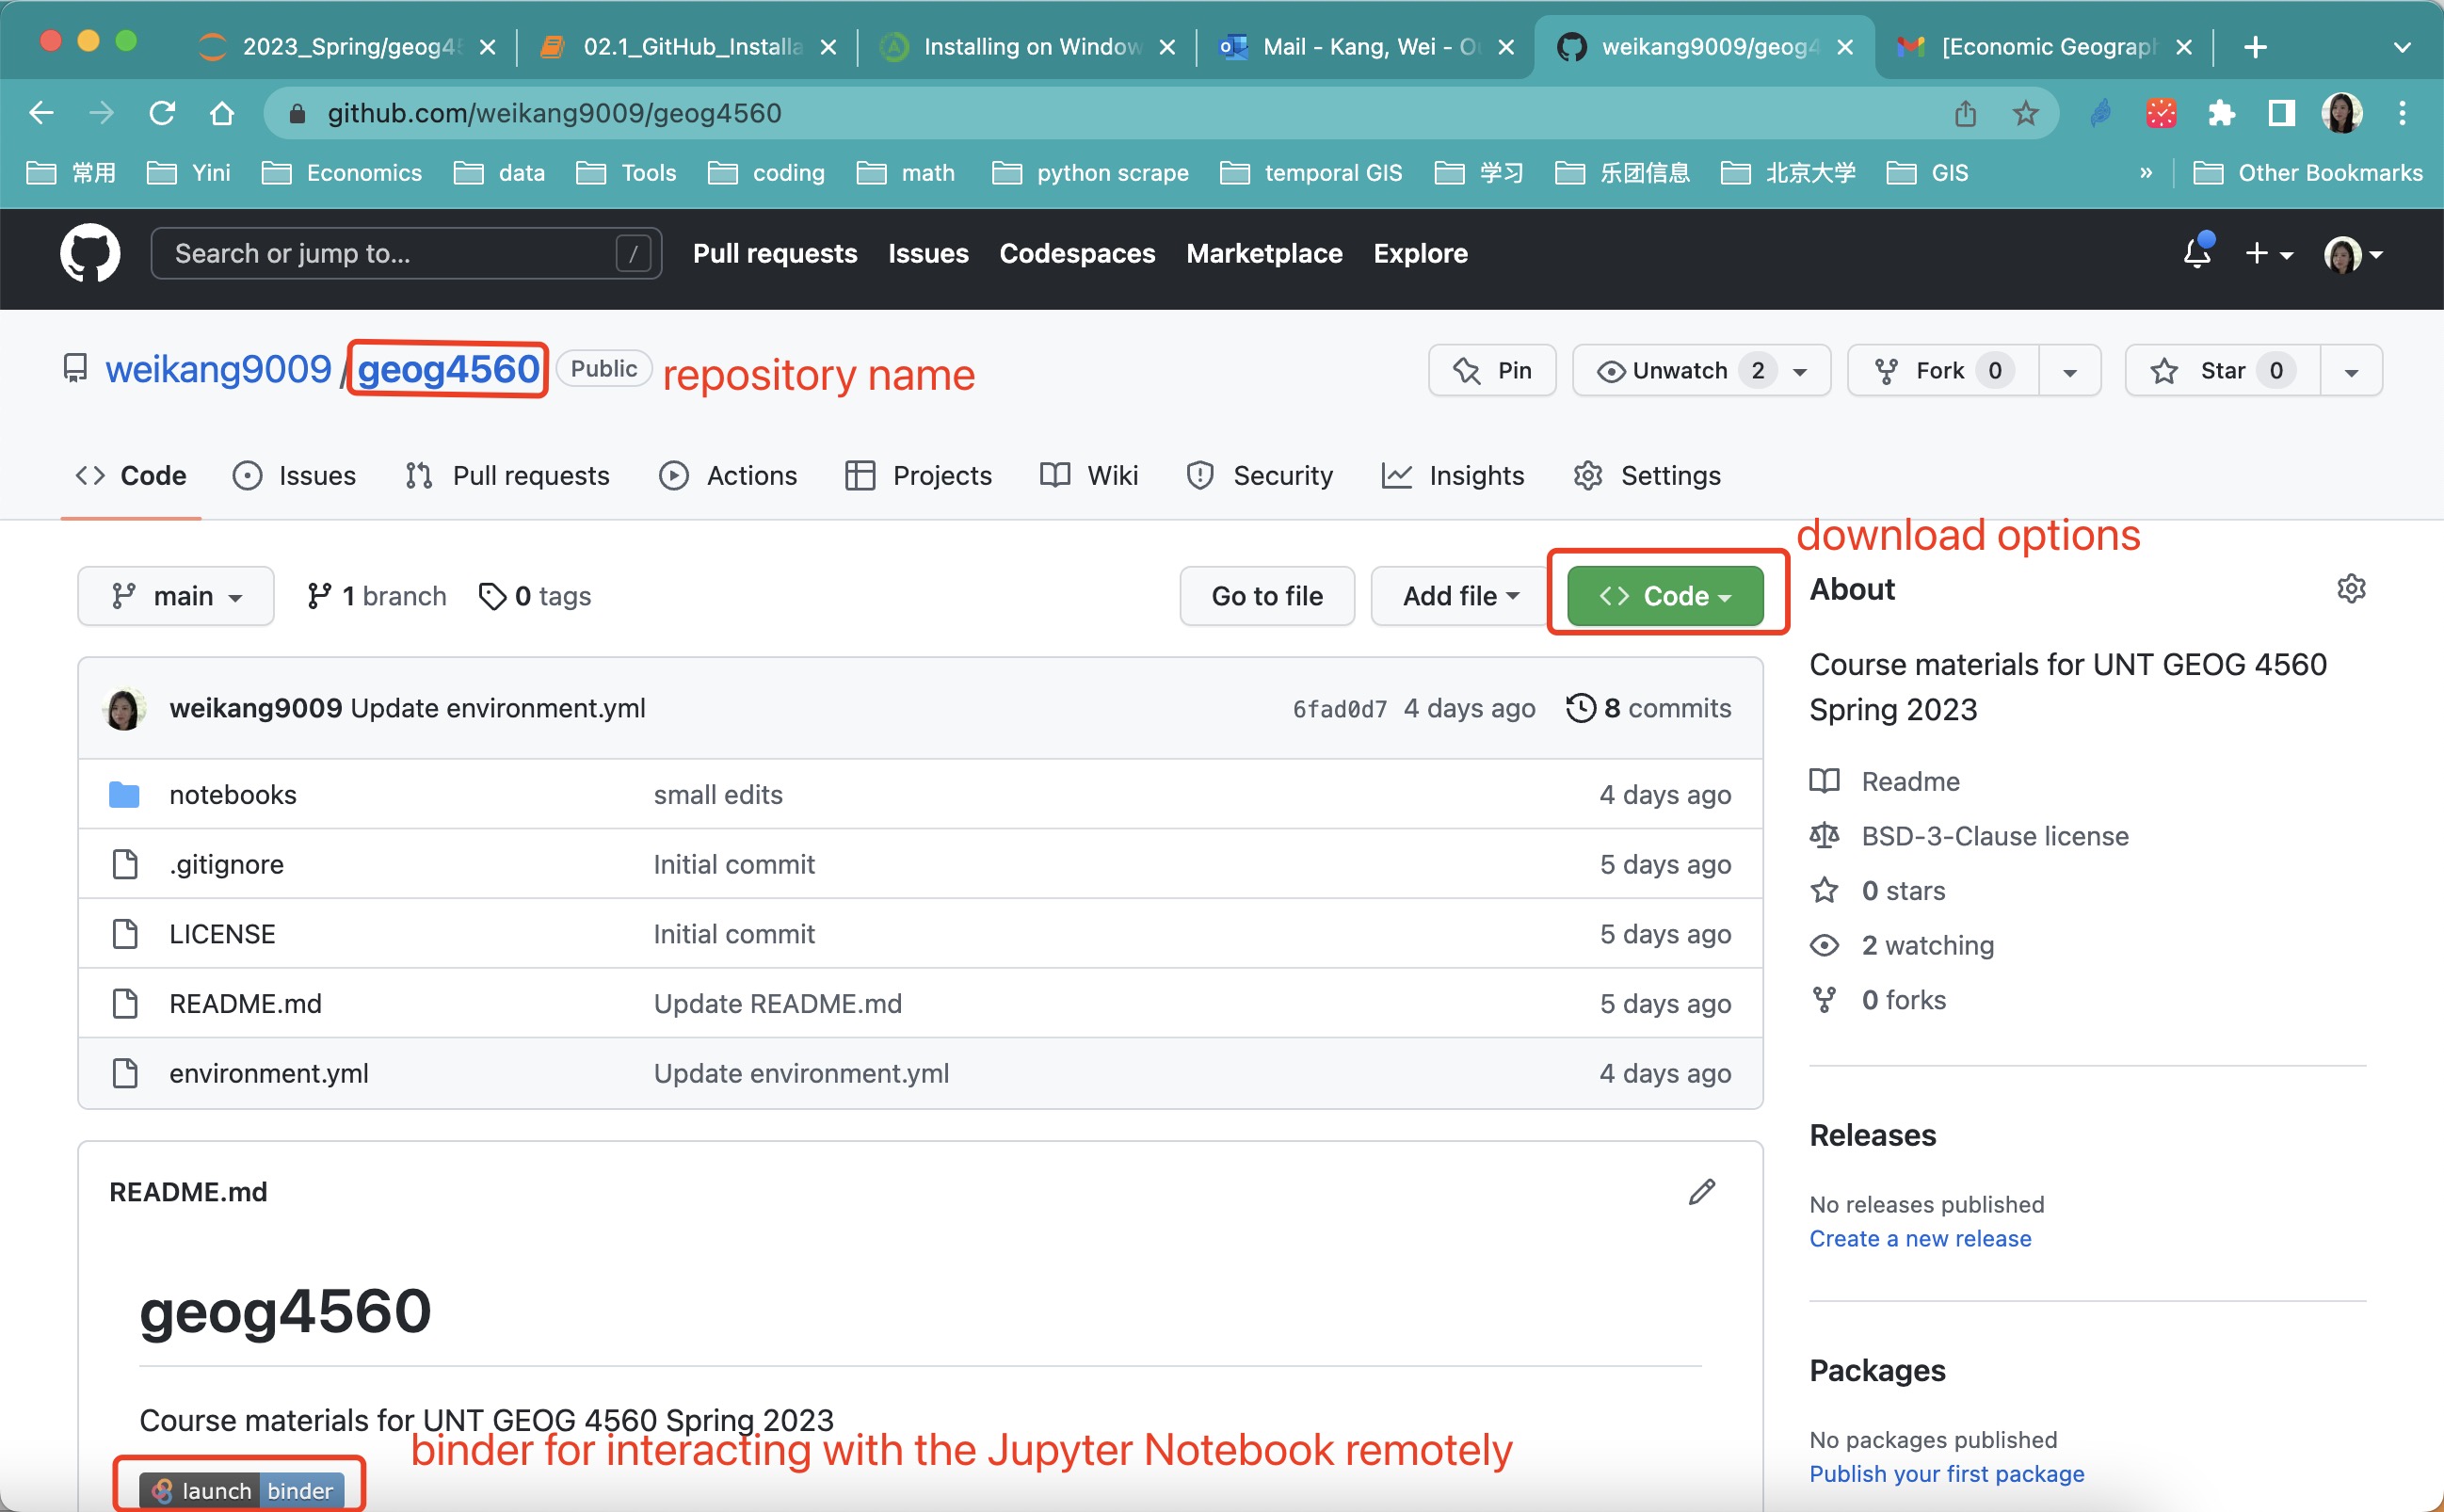 2023_Spring/geog4
02.1_GitHub_Installa
Installing on Window
Mail - Kang, Wei - Ou
weikang9009/geog4
[Economic Geograph
github.com/weikang9009/geog4560
常用 Yini Economics data Tools coding math python scrape temporal GIS 学习 乐团信息 北京大学 GIS » Other Bookmarks
Search or jump to... / Pull requests Issues Codespaces Marketplace Explore
weikang9009/geog4560 Public repository name Pin Unwatch 2 Fork 0 Star 0
Code Issues Pull requests Actions Projects Wiki Security Insights Settings
download options
main 1 branch 0 tags Go to file Add file Code
weikang9009 Update environment.yml 6fad0d7 4 days ago 8 commits
notebooks small edits 4 days ago
.gitignore Initial commit 5 days ago
LICENSE Initial commit 5 days ago
README.md Update README.md 5 days ago
environment.yml Update environment.yml 4 days ago
README.md
geog4560
Course materials for UNT GEOG 4560 Spring 2023
binder for interacting with the Jupyter Notebook remotely
launch binder
About
Course materials for UNT GEOG 4560
Spring 2023
Readme
BSD-3-Clause license
0 stars
2 watching
0 forks
Releases
No releases published
Create a new release
Packages
No packages published
Publish your first package